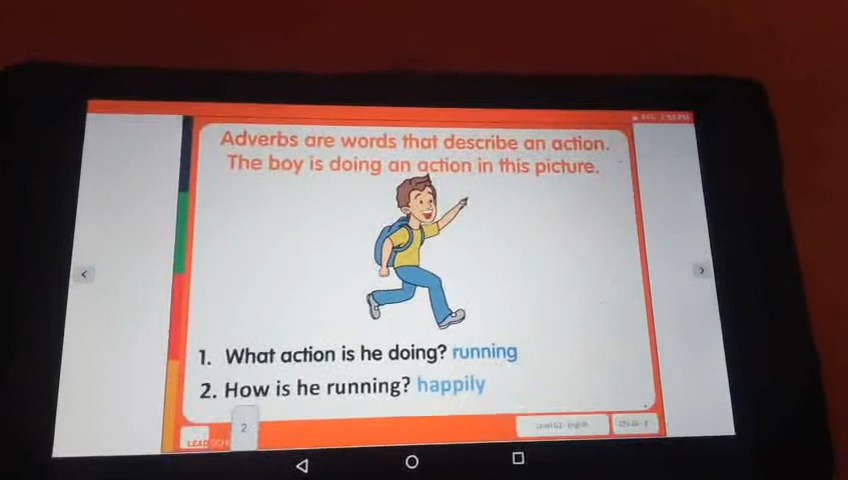 Adverbs are words that describe an action.
The boy is doing an action in this picture.
1. What action is he doing? running
2. How is he running? happily
2
LEAD